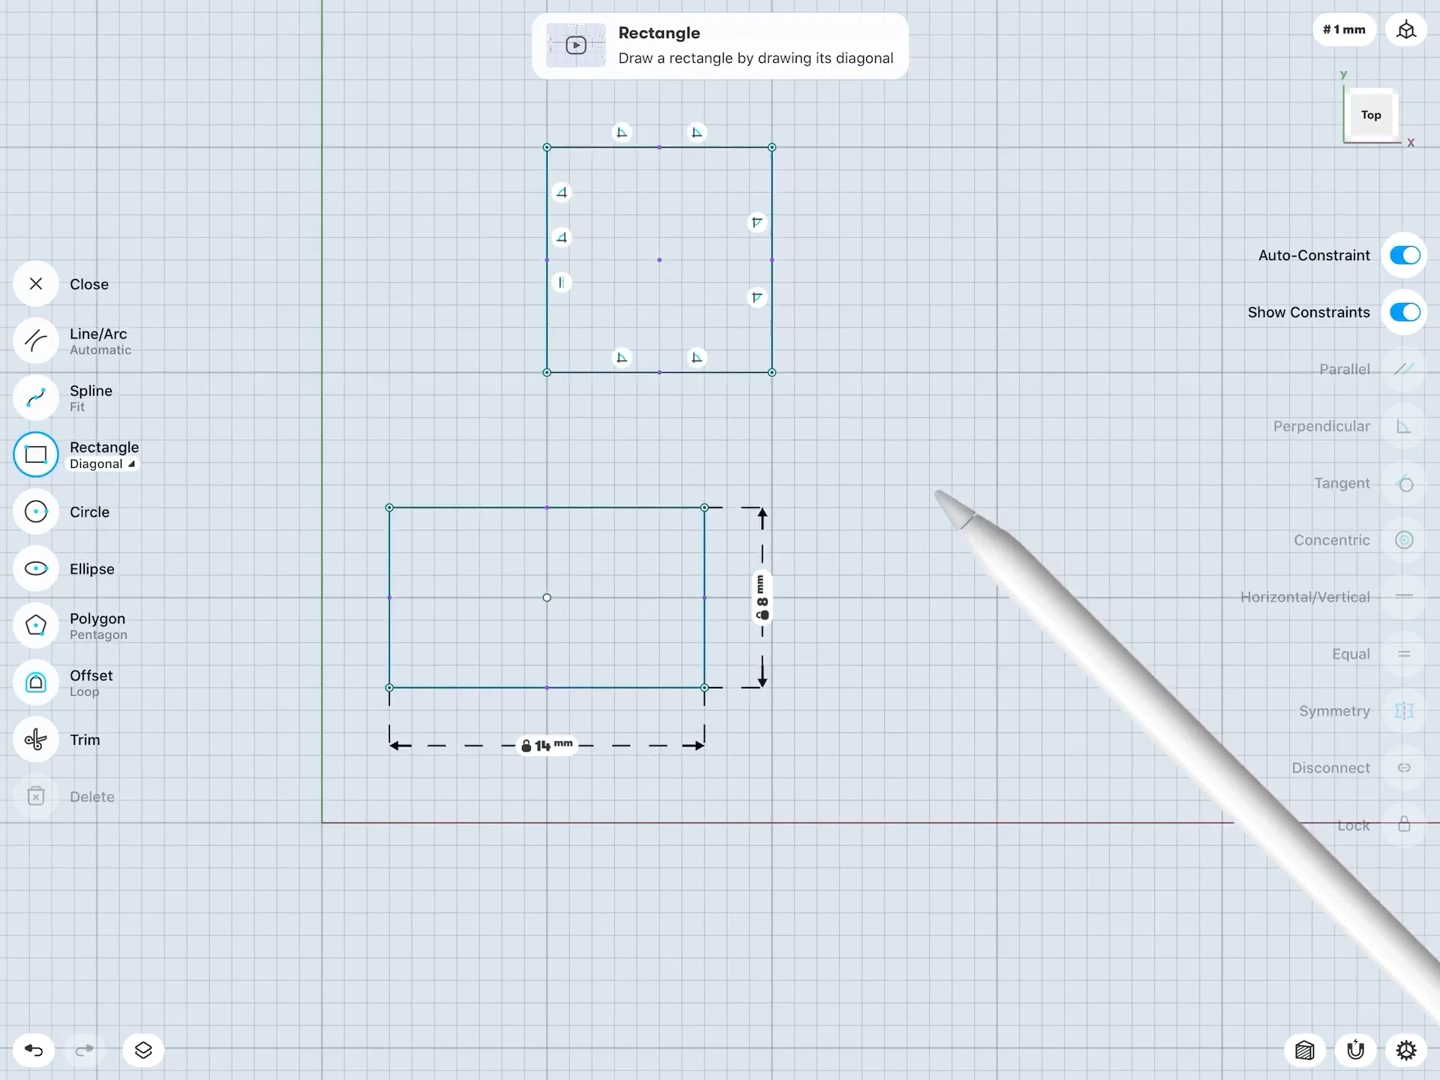 Rectangle
Draw a rectangle by drawing its diagonal
# 1 mm
y
Top
X
Close
Line/Arc
Automatic
Spline
Fit
Rectangle
Diagonal
Circle
Ellipse
Polygon
Pentagon
Offset
Loop
Trim
Delete
8 mm
14 mm
Auto-Constraint
Show Constraints
Parallel
Perpendicular
Tangent
Concentric
Horizontal/Vertical
Equal
Symmetry
Disconnect
Lock